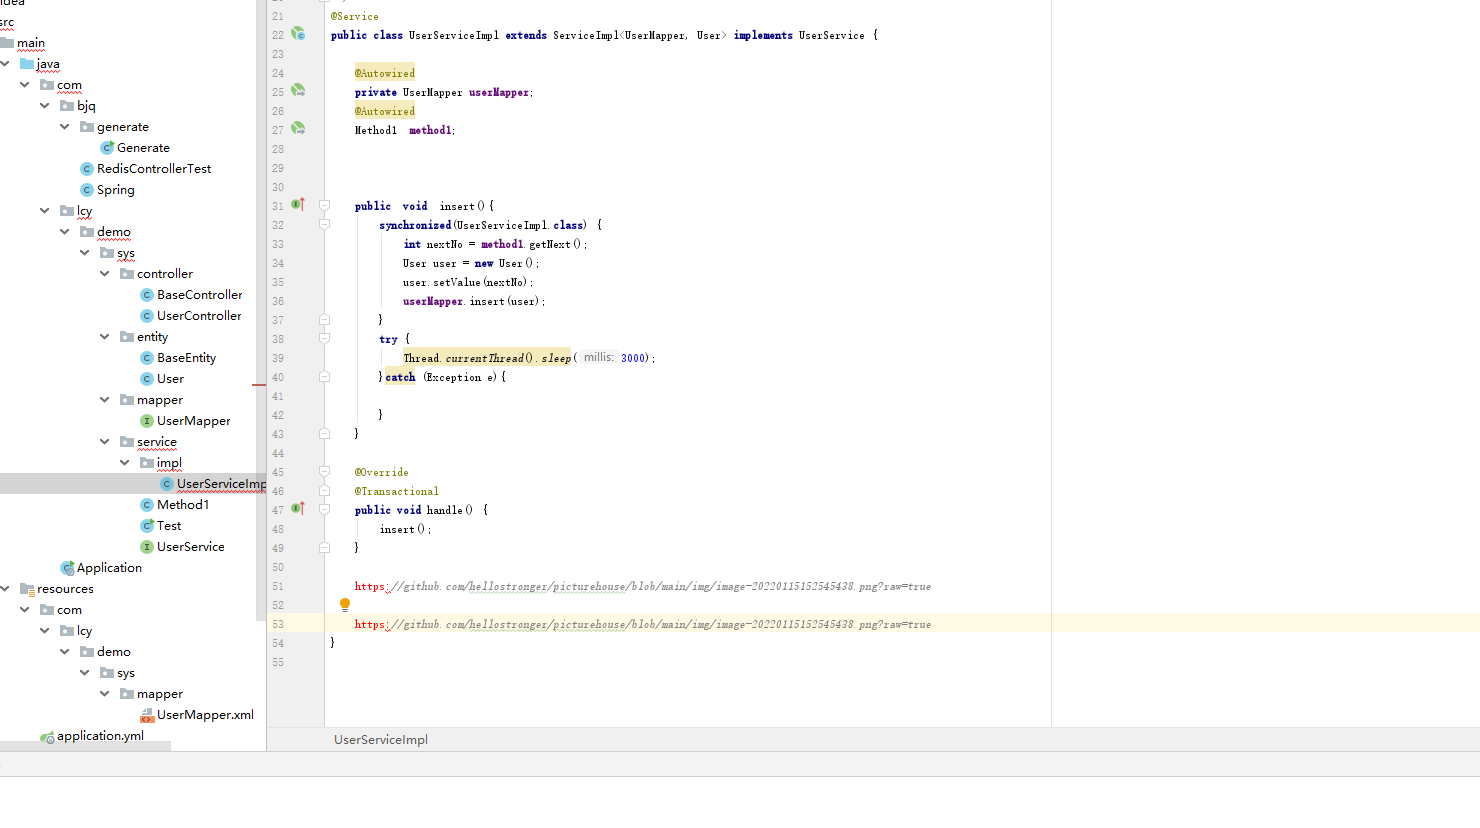 idea
src
main
java
com
bjq
generate
Generate
RedisControllerTest
Spring
lcy
demo
sys
controller
BaseController
UserController
entity
BaseEntity
User
mapper
UserMapper
service
impl
UserServiceImp
Method1
Test
UserService
Application
resources
com
lcy
demo
sys
mapper
UserMapper.xml
application.yml
21 @Service
22 public class UserServiceImpl extends ServiceImpl<UserMapper, User> implements UserService {
23
24 @Autowired
25 private UserMapper userMapper;
26 @Autowired
27 Method1 method1;
28
29
30
31 public void insert(){
32 synchronized(UserServiceImpl.class) {
33 int nextNo = method1.getNext();
34 User user = new User();
35 user.setValue(nextNo);
36 userMapper.insert(user);
37 }
38 try {
39 Thread.currentThread().sleep( millis: 3000);
40 }catch (Exception e){
41
42 }
43 }
44
45 @Override
46 @Transactional
47 public void handle() {
48 insert();
49 }
50
51 https://github.com/hellostronger/picturehouse/blob/main/img/image-20220115152545438.png?raw=true
52
53 https://github.com/hellostronger/picturehouse/blob/main/img/image-20220115152545438.png?raw=true
54 }
55
UserServiceImpl